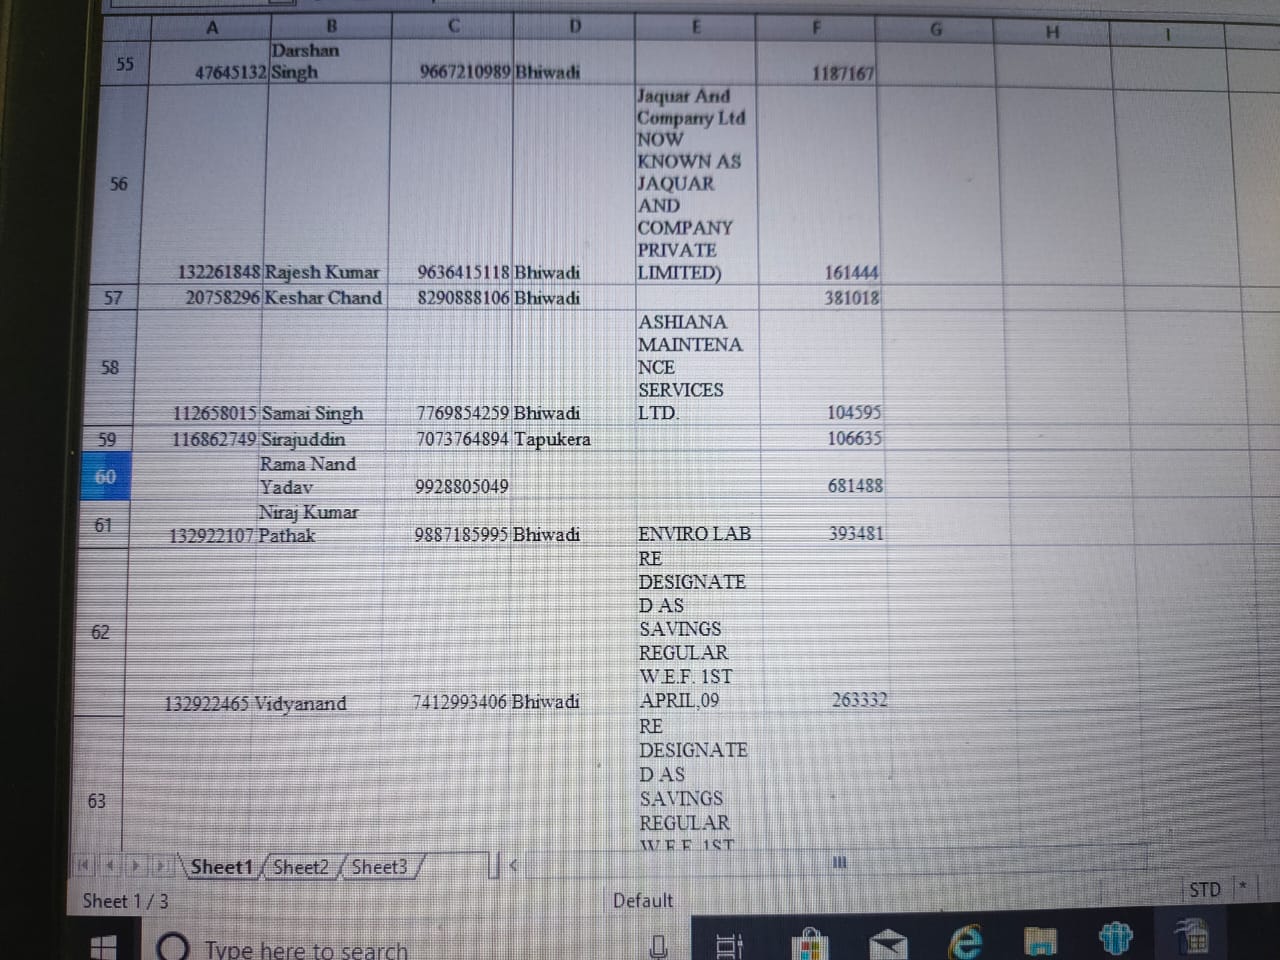 A B C D E F G H I
55 47645132 Darshan Singh 9667210989 Bhiwadi 1187167
56 132261848 Rajesh Kumar 9636415118 Bhiwadi Jaquar And Company Ltd NOW KNOWN AS JAQUAR AND COMPANY PRIVATE LIMITED) 161444
57 20758296 Keshar Chand 8290888106 Bhiwadi 381018
58 112658015 Samai Singh 7769854259 Bhiwadi ASHIANA MAINTENA NCE SERVICES LTD. 104595
59 116862749 Sirajuddin 7073764894 Tapukera 106635
60 Rama Nand Yadav 9928805049 681488
61 132922107 Niraj Kumar Pathak 9887185995 Bhiwadi ENVIRO LAB 393481
62 132922465 Vidyanand 7412993406 Bhiwadi RE DESIGNATE D AS SAVINGS REGULAR W.E.F. 1ST APRIL,09 263332
63 RE DESIGNATE D AS SAVINGS REGULAR W.E.F. 1ST
Sheet1 Sheet2 Sheet3
Sheet 1 / 3 Default STD *
Type here to search